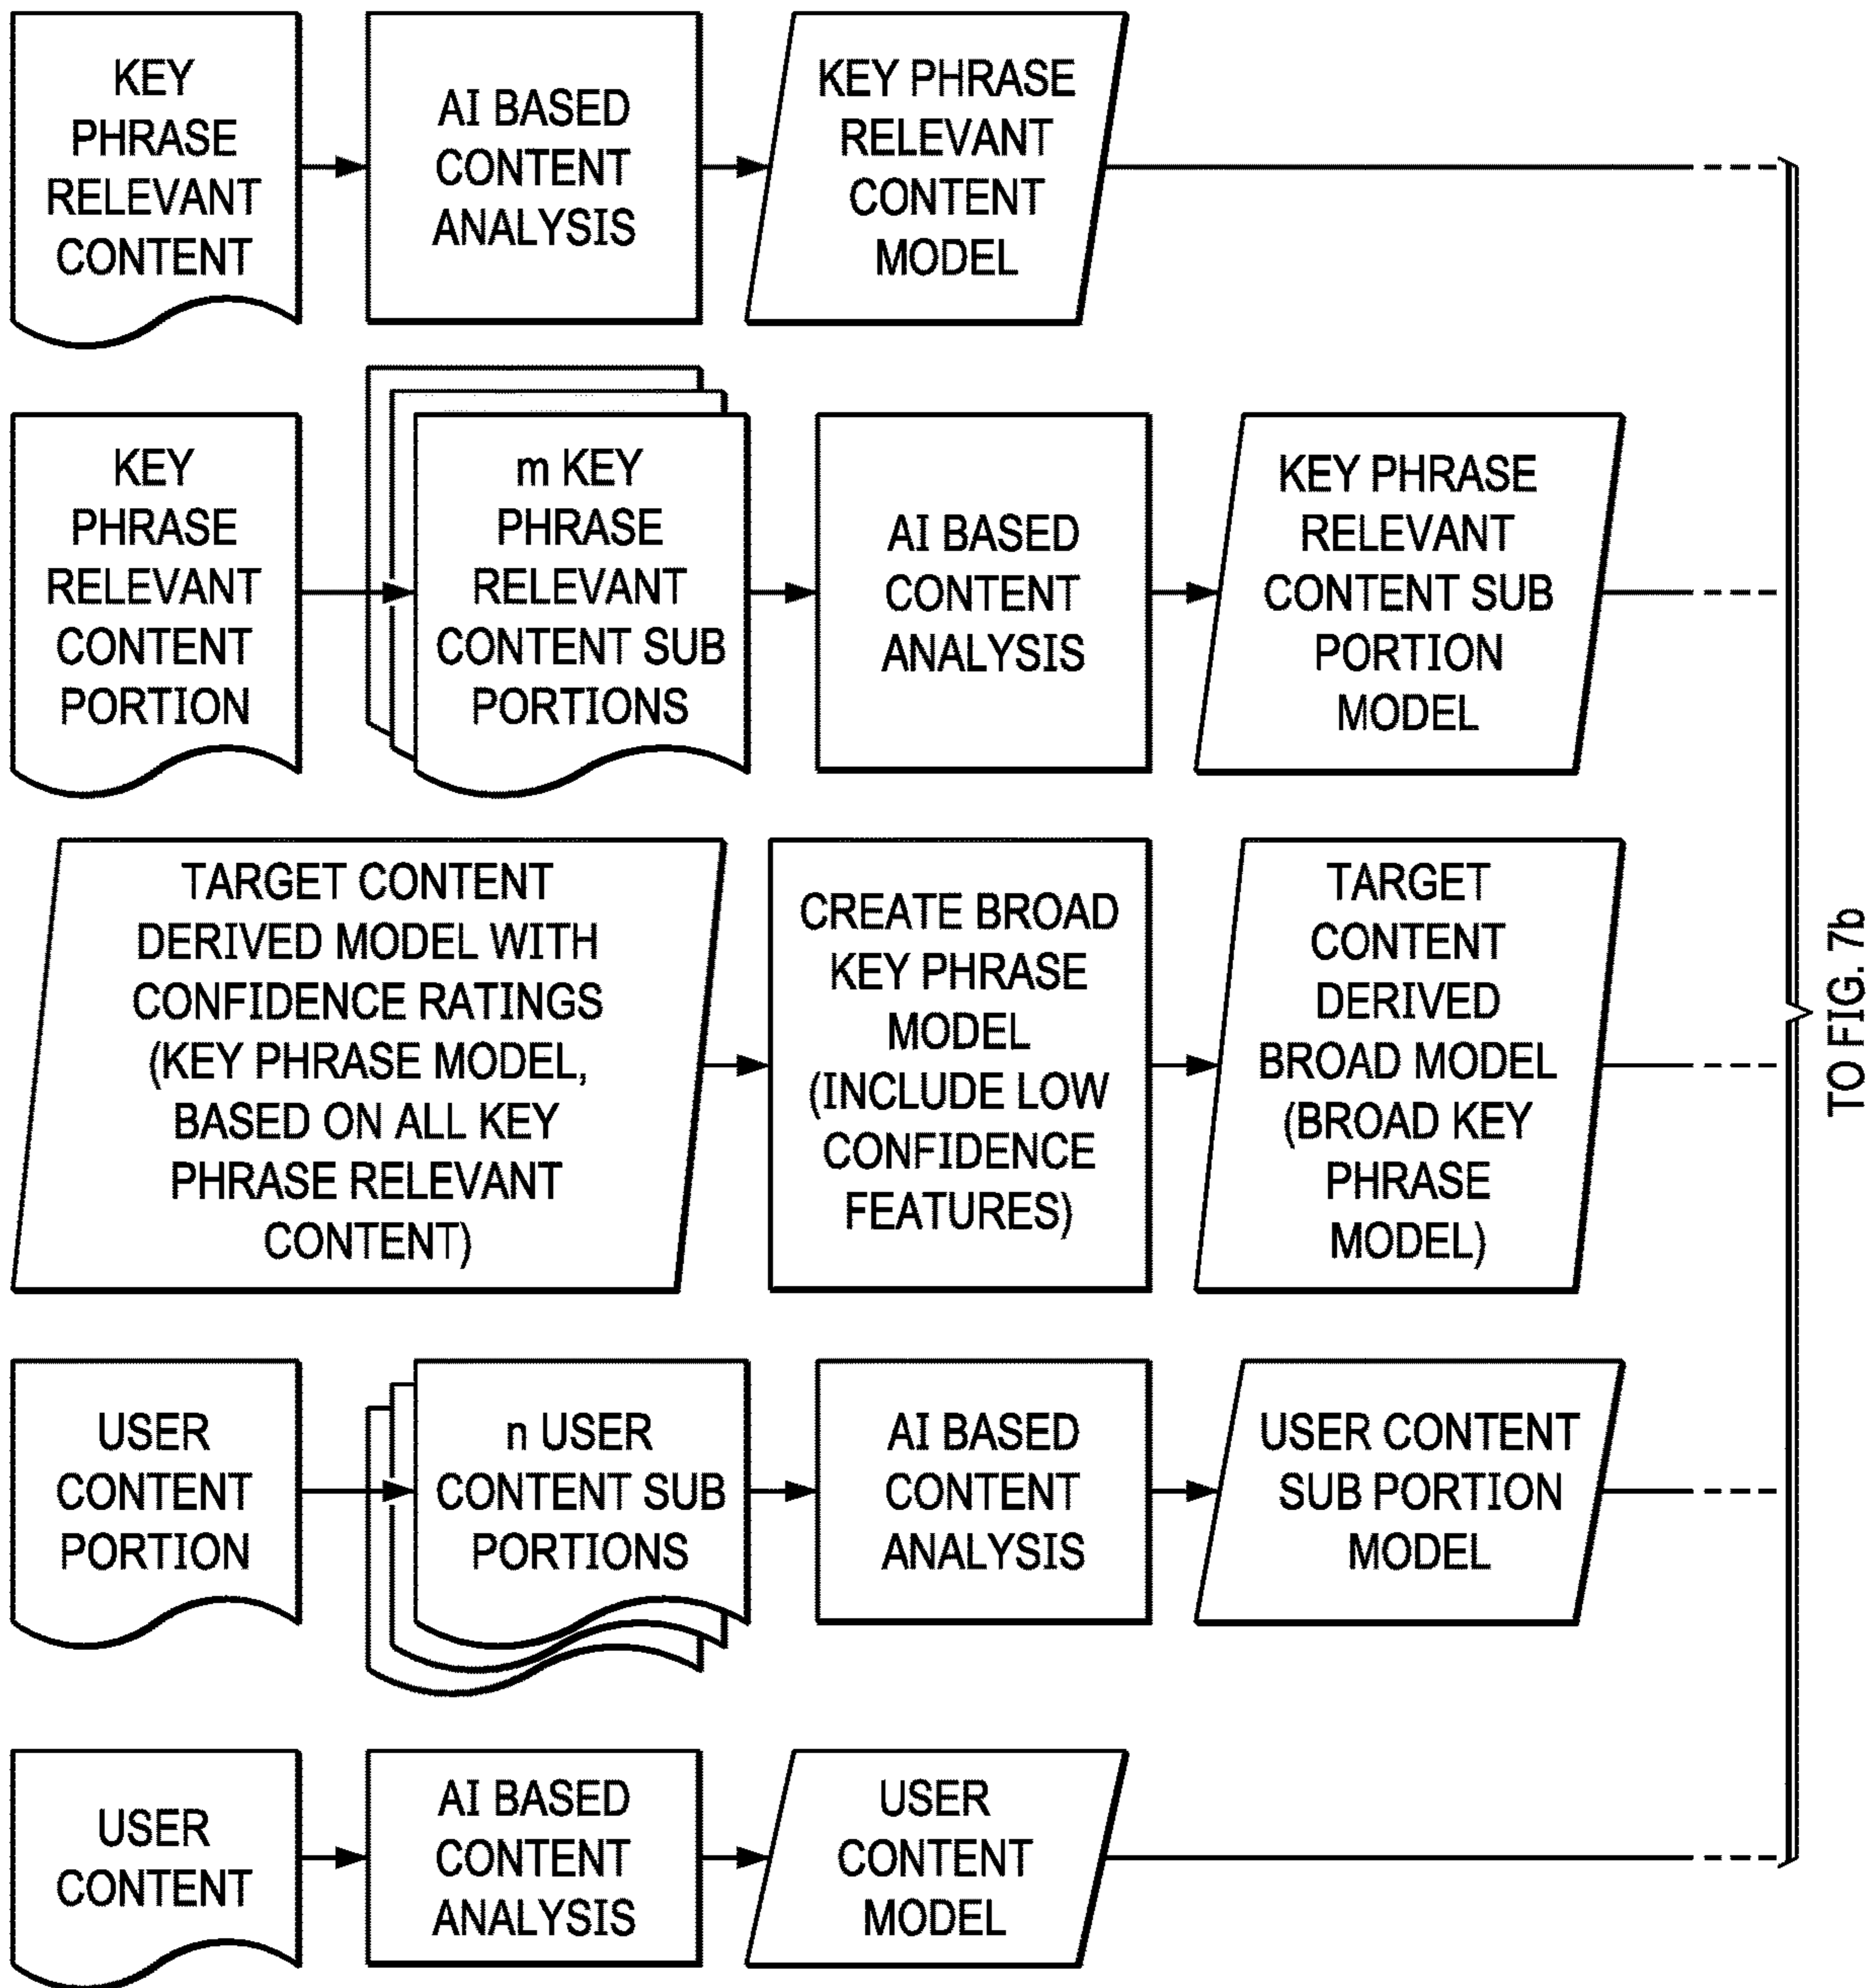 KEY
PHRASE
RELEVANT
CONTENT
AI BASED
CONTENT
ANALYSIS
KEY PHRASE
RELEVANT
CONTENT
MODEL
KEY
PHRASE
RELEVANT
CONTENT
PORTION
m KEY
PHRASE
RELEVANT
CONTENT SUB
PORTIONS
AI BASED
CONTENT
ANALYSIS
KEY PHRASE
RELEVANT
CONTENT SUB
PORTION
MODEL
TARGET CONTENT
DERIVED MODEL WITH
CONFIDENCE RATINGS
(KEY PHRASE MODEL,
BASED ON ALL KEY
PHRASE RELEVANT
CONTENT)
CREATE BROAD
KEY PHRASE
MODEL
(INCLUDE LOW
CONFIDENCE
FEATURES)
TARGET
CONTENT
DERIVED
BROAD MODEL
(BROAD KEY
PHRASE
MODEL)
USER
CONTENT
PORTION
n USER
CONTENT SUB
PORTIONS
AI BASED
CONTENT
ANALYSIS
USER CONTENT
SUB PORTION
MODEL
USER
CONTENT
AI BASED
CONTENT
ANALYSIS
USER
CONTENT
MODEL
TO FIG. 7b